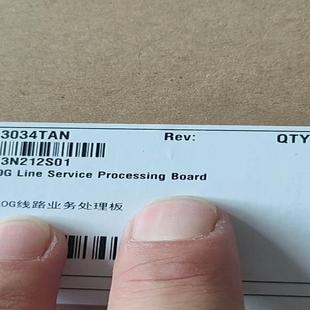 3034TAN Rev: QTY
3N212S01
0G Line Service Processing Board
0G线路业务处理板